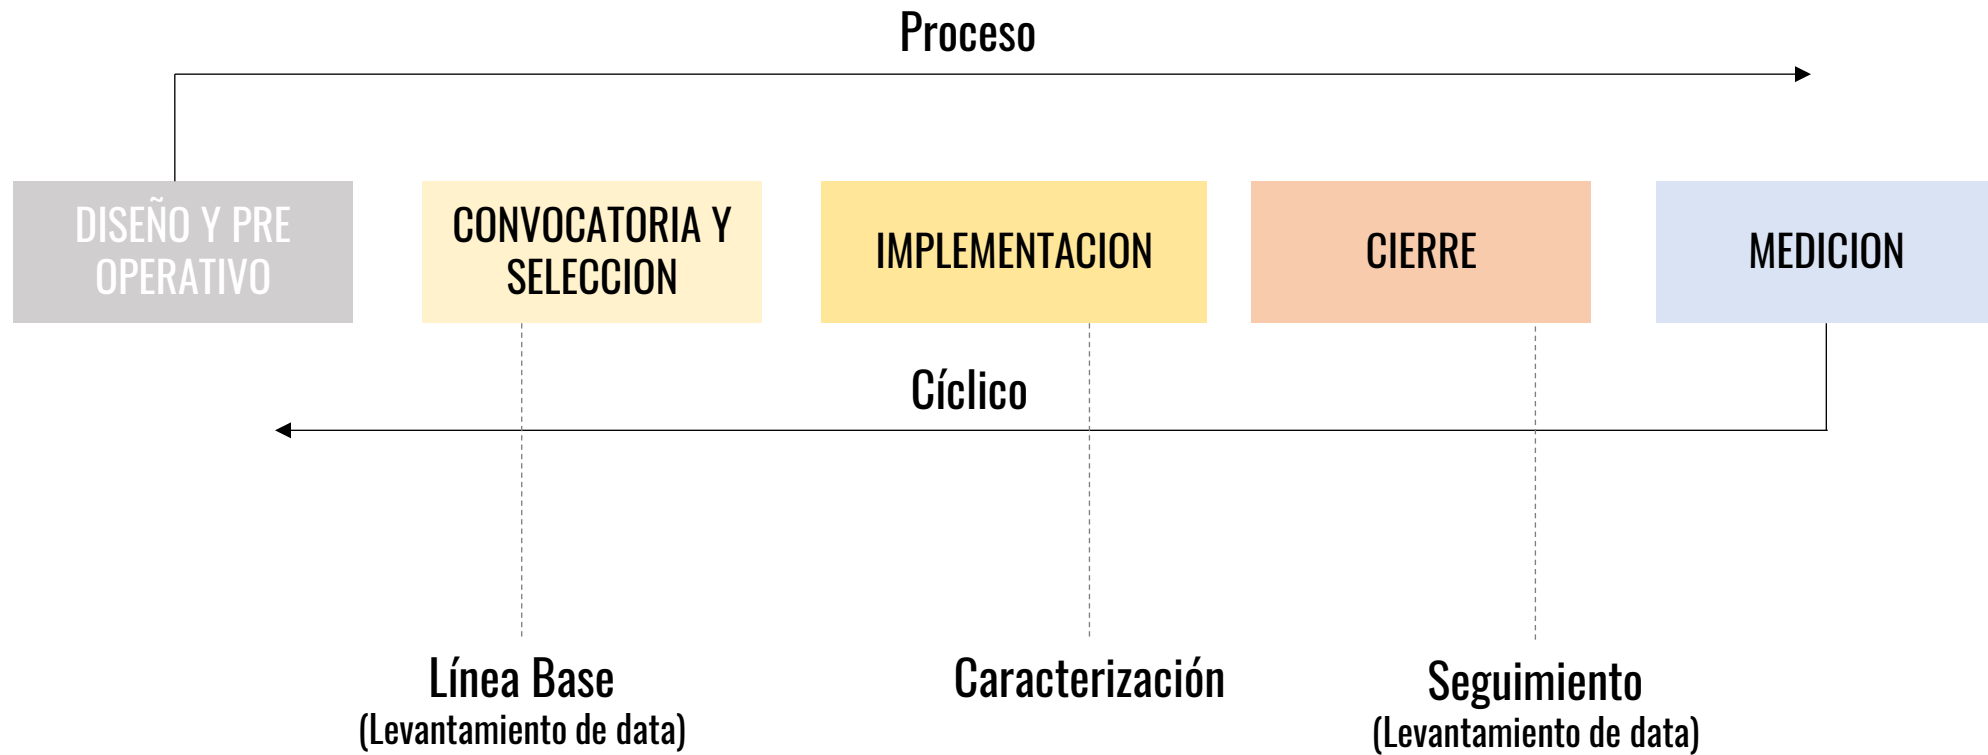 Proceso
DISEÑO Y PRE
OPERATIVO
CONVOCATORIA Y
SELECCION
IMPLEMENTACION
CIERRE
MEDICION
Cíclico
Línea Base
(Levantamiento de data)
Caracterización
Seguimiento
(Levantamiento de data)